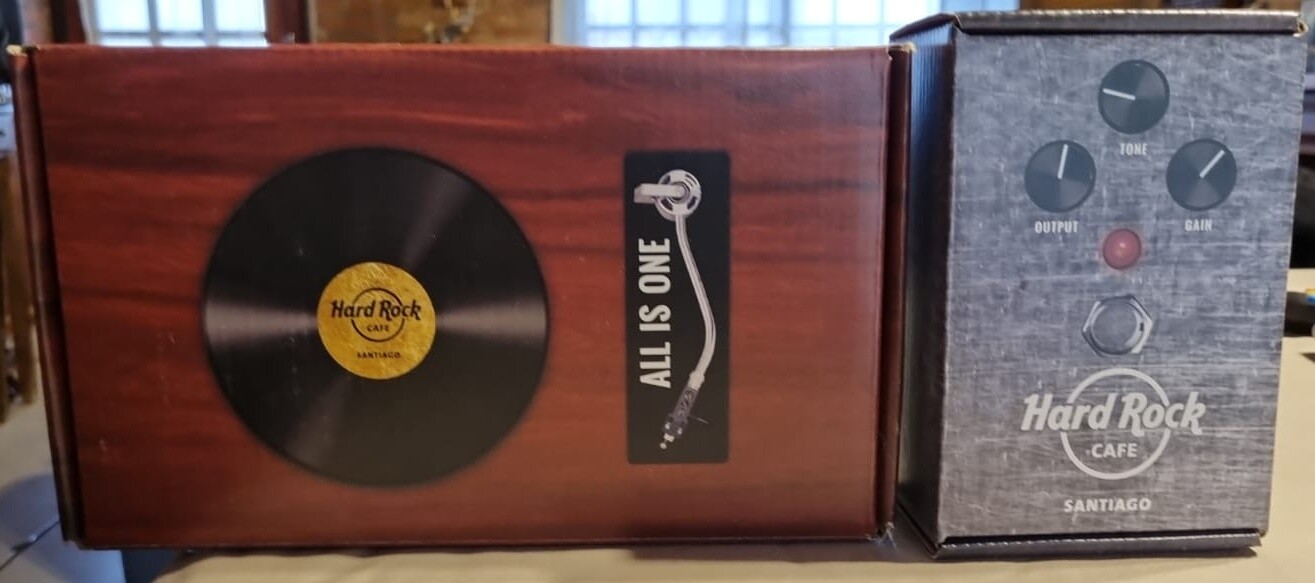 Hard Rock
CAFE
SANTIAGO
ALL IS ONE
TONE
OUTPUT
GAIN
Hard Rock
CAFE
SANTIAGO